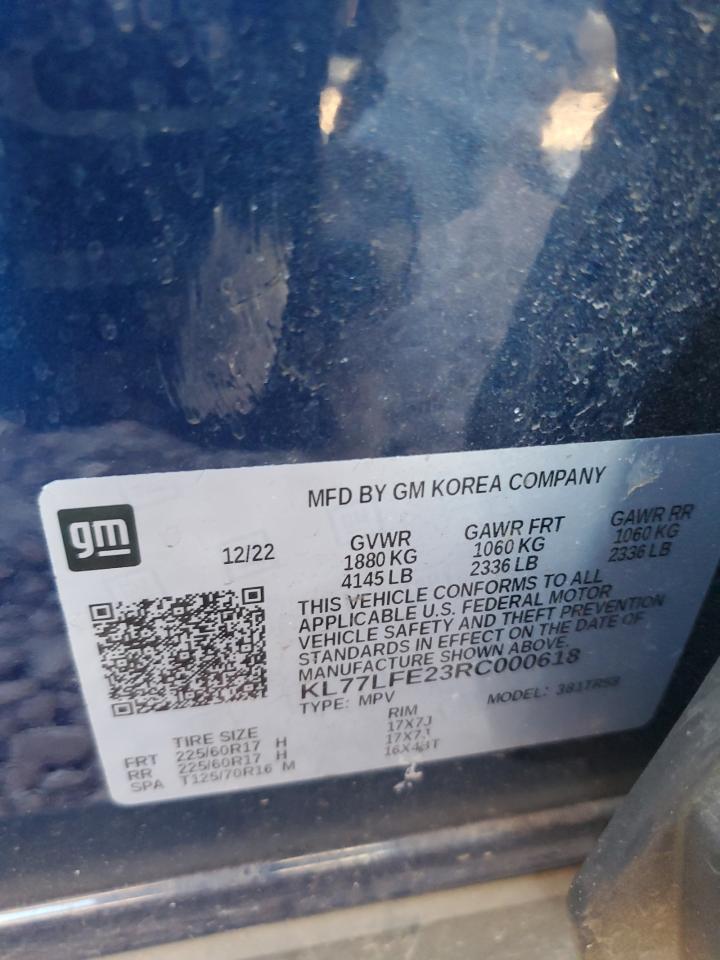 MFD BY GM KOREA COMPANY
gm
12/22
GVWR
1880 KG
4145 LB
GAWR FRT
1060 KG
2336 LB
GAWR RR
1060 KG
2336 LB
THIS VEHICLE CONFORMS TO ALL
APPLICABLE U.S. FEDERAL MOTOR
VEHICLE SAFETY AND THEFT PREVENTION
STANDARDS IN EFFECT ON THE DATE OF
MANUFACTURE SHOWN ABOVE.
KL77LFE23RC000618
TYPE: MPV
MODEL: 381TR58
TIRE SIZE RIM
FRT 225/60R17 H 17X7J
RR 225/60R17 H 17X7J
SPA T125/70R16 M 16X4BT